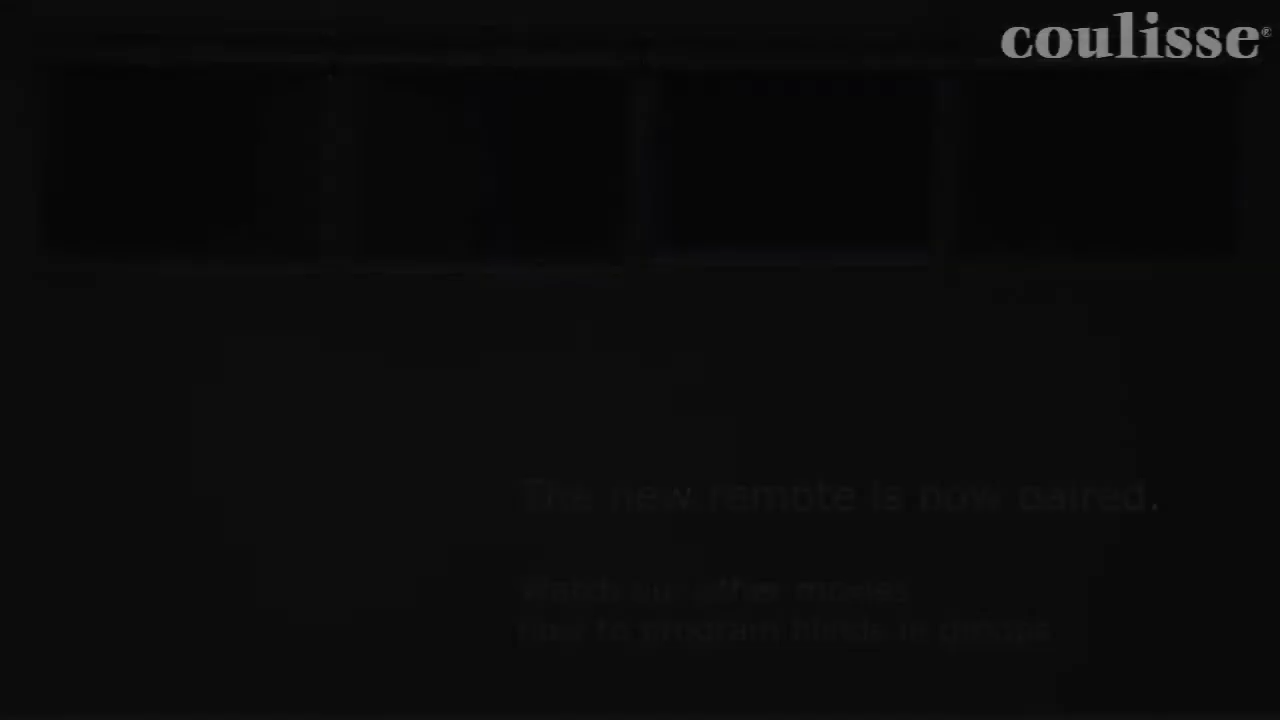 coulisse®
The new remote is now paired.
Watch our other movies
how to program blinds in groups